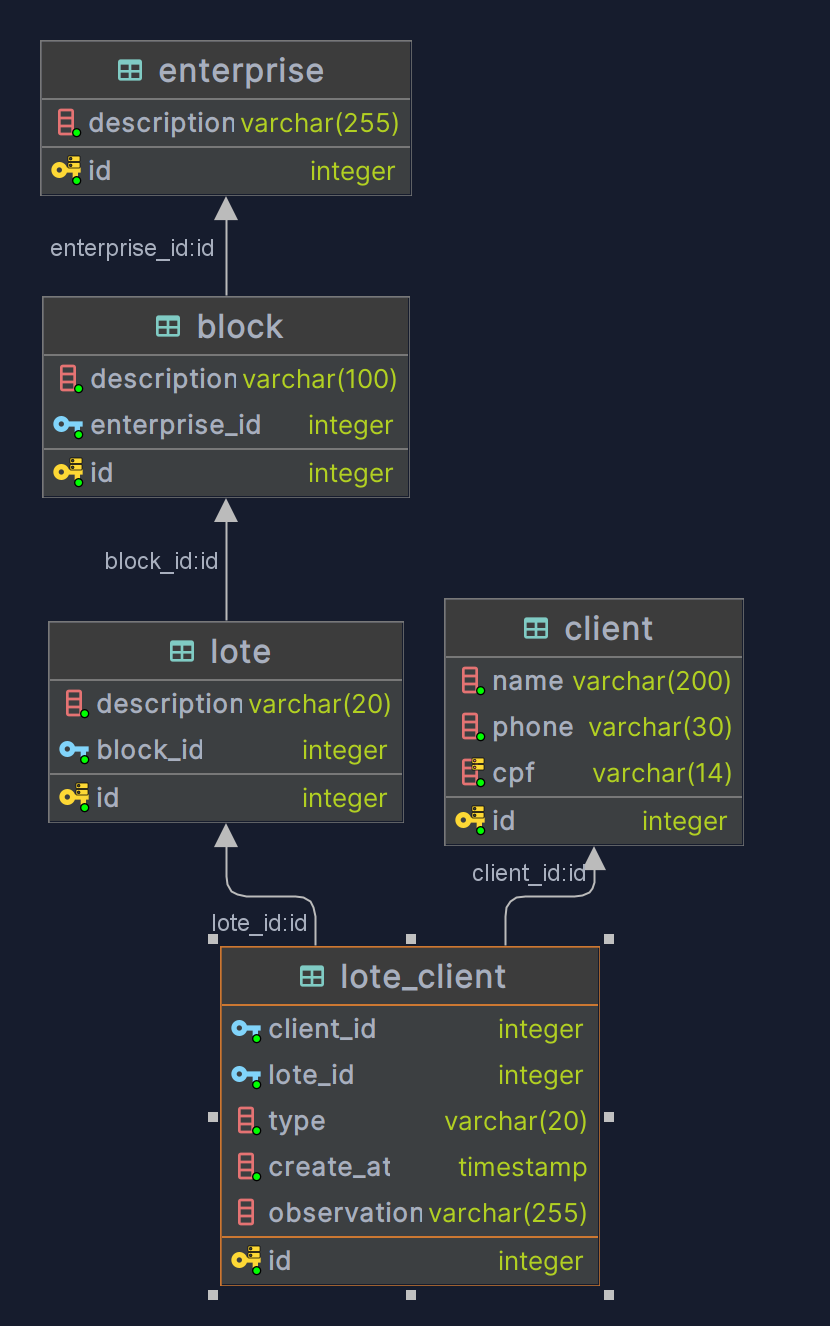 enterprise
description varchar(255)
id integer
enterprise_id:id
block
description varchar(100)
enterprise_id integer
id integer
block_id:id
lote
description varchar(20)
block_id integer
id integer
client
name varchar(200)
phone varchar(30)
cpf varchar(14)
id integer
client_id:id
lote_id:id
lote_client
client_id integer
lote_id integer
type varchar(20)
create_at timestamp
observation varchar(255)
id integer